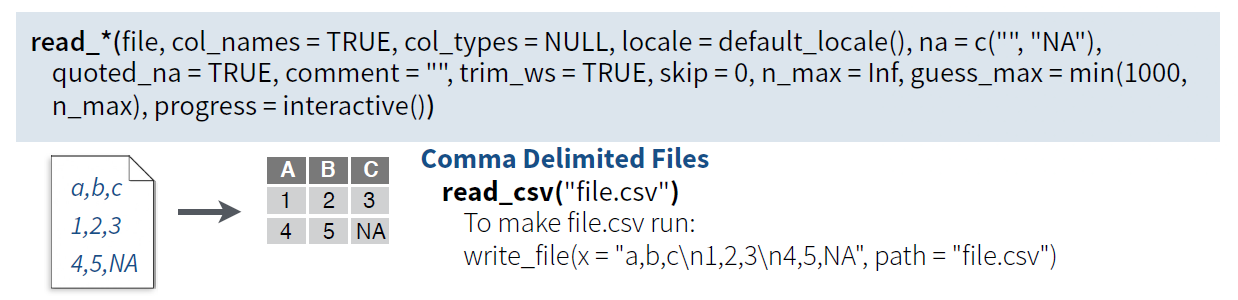 read_*(file, col_names = TRUE, col_types = NULL, locale = default_locale(), na = c("", "NA"),
quoted_na = TRUE, comment = "", trim_ws = TRUE, skip = 0, n_max = Inf, guess_max = min(1000,
n_max), progress = interactive())
a,b,c
1,2,3
4,5,NA
A B C
1 2 3
4 5 NA
Comma Delimited Files
read_csv("file.csv")
To make file.csv run:
write_file(x = "a,b,c\n1,2,3\n4,5,NA", path = "file.csv")